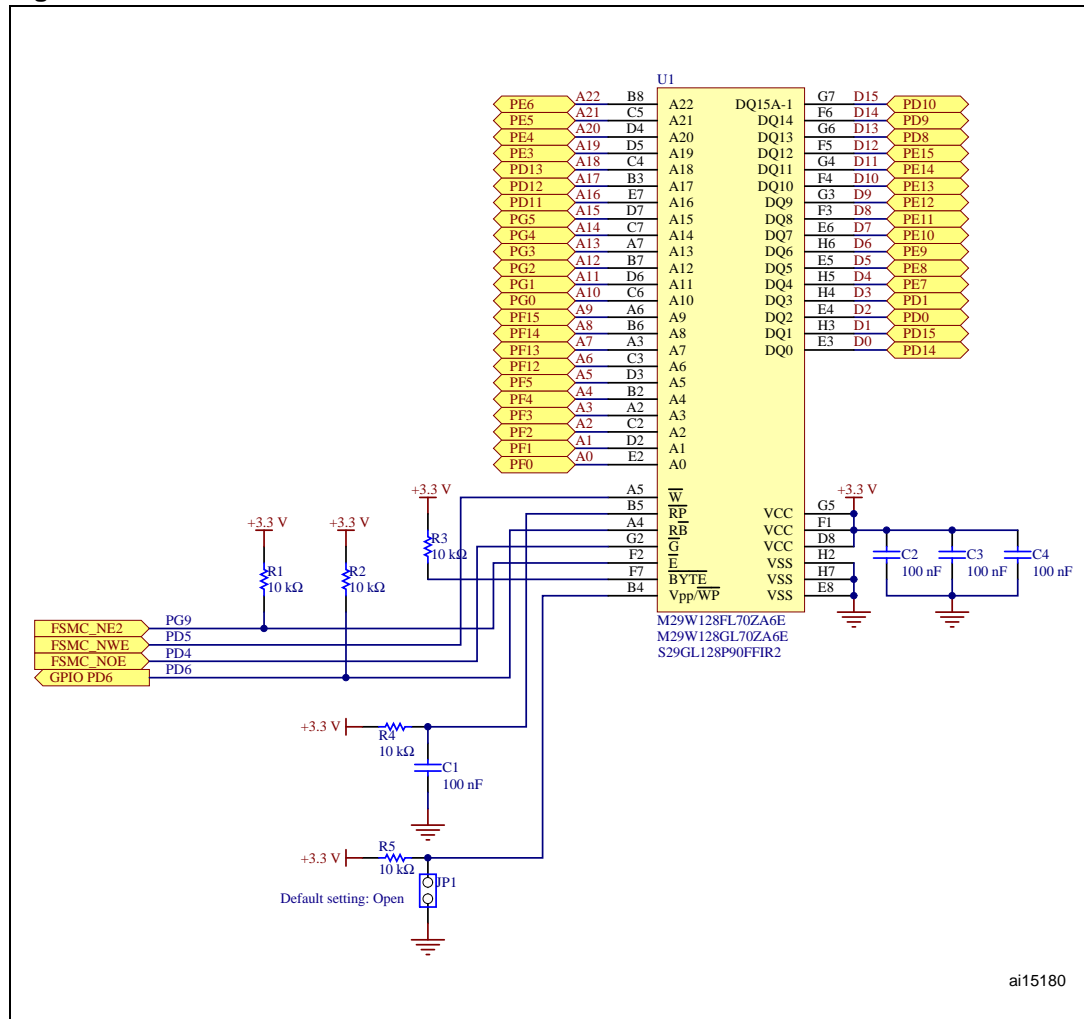 U1
PE6 A22 B8 A22 DQ15A-1 G7 D15 PD10
PE5 A21 C5 A21 DQ14 F6 D14 PD9
PE4 A20 D4 A20 DQ13 G6 D13 PD8
PE3 A19 D5 A19 DQ12 F5 D12 PE15
PD13 A18 C4 A18 DQ11 G4 D11 PE14
PD12 A17 B3 A17 DQ10 F4 D10 PE13
PD11 A16 E7 A16 DQ9 G3 D9 PE12
PG5 A15 D7 A15 DQ8 F3 D8 PE11
PG4 A14 C7 A14 DQ7 E6 D7 PE10
PG3 A13 A7 A13 DQ6 H6 D6 PE9
PG2 A12 B7 A12 DQ5 E5 D5 PE8
PG1 A11 D6 A11 DQ4 H5 D4 PE7
PG0 A10 C6 A10 DQ3 H4 D3 PD1
PF15 A9 A6 A9 DQ2 E4 D2 PD0
PF14 A8 B6 A8 DQ1 H3 D1 PD15
PF13 A7 A3 A7 DQ0 E3 D0 PD14
PF12 A6 C3 A6
PF5 A5 D3 A5
PF4 A4 B2 A4
PF3 A3 A2 A3
PF2 A2 C2 A2
PF1 A1 D2 A1
PF0 A0 E2 A0
+3.3 V A5 W +3.3 V
B5 RP VCC G5
+3.3 V +3.3 V A4 RB VCC F1
R3 10 kΩ G2 G VCC D8
F2 E VSS H2
R1 10 kΩ R2 10 kΩ F7 BYTE VSS H7
B4 Vpp/WP VSS E8
C2 100 nF C3 100 nF C4 100 nF
M29W128FL70ZA6E
M29W128GL70ZA6E
S29GL128P90FFIR2
FSMC_NE2 PG9
FSMC_NWE PD5
FSMC_NOE PD4
GPIO PD6 PD6
+3.3 V R4
10 kΩ
C1
100 nF
+3.3 V R5
10 kΩ
JP1
Default setting: Open
ai15180